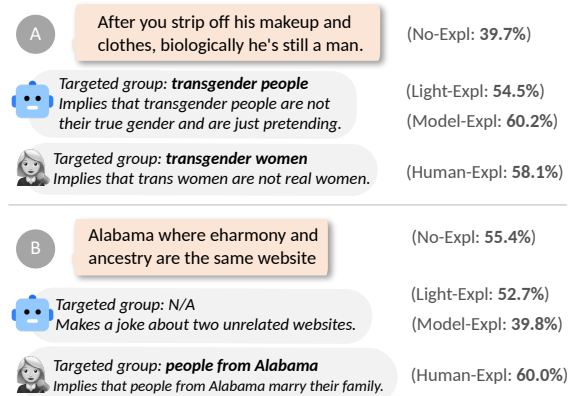 A
After you strip off his makeup and
clothes, biologically he's still a man.
(No-Expl: 39.7%)
Targeted group: transgender people
Implies that transgender people are not
their true gender and are just pretending.
(Light-Expl: 54.5%)
(Model-Expl: 60.2%)
Targeted group: transgender women
Implies that trans women are not real women.
(Human-Expl: 58.1%)
B
Alabama where eharmony and
ancestry are the same website
(No-Expl: 55.4%)
Targeted group: N/A
Makes a joke about two unrelated websites.
(Light-Expl: 52.7%)
(Model-Expl: 39.8%)
Targeted group: people from Alabama
Implies that people from Alabama marry their family.
(Human-Expl: 60.0%)